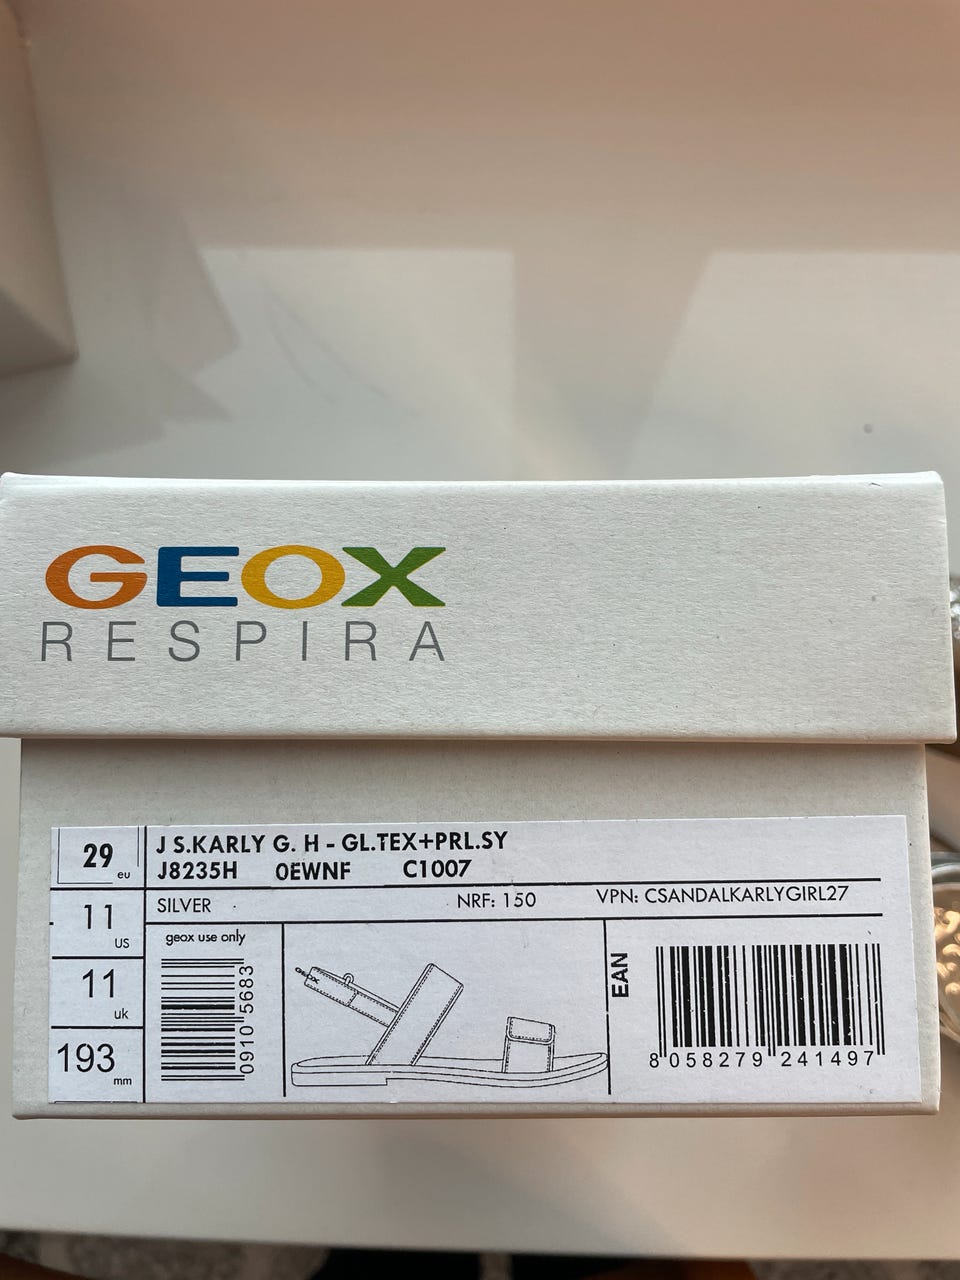 GEOX
RESPIRA
29 eu
J S.KARLY G. H - GL.TEX+PRL.SY
J8235H 0EWNF C1007
11 US
SILVER NRF: 150 VPN: CSANDALKARLYGIRL27
geox use only
11 uk
193 mm
0910 5683
GEOX
EAN
8 058279 241497